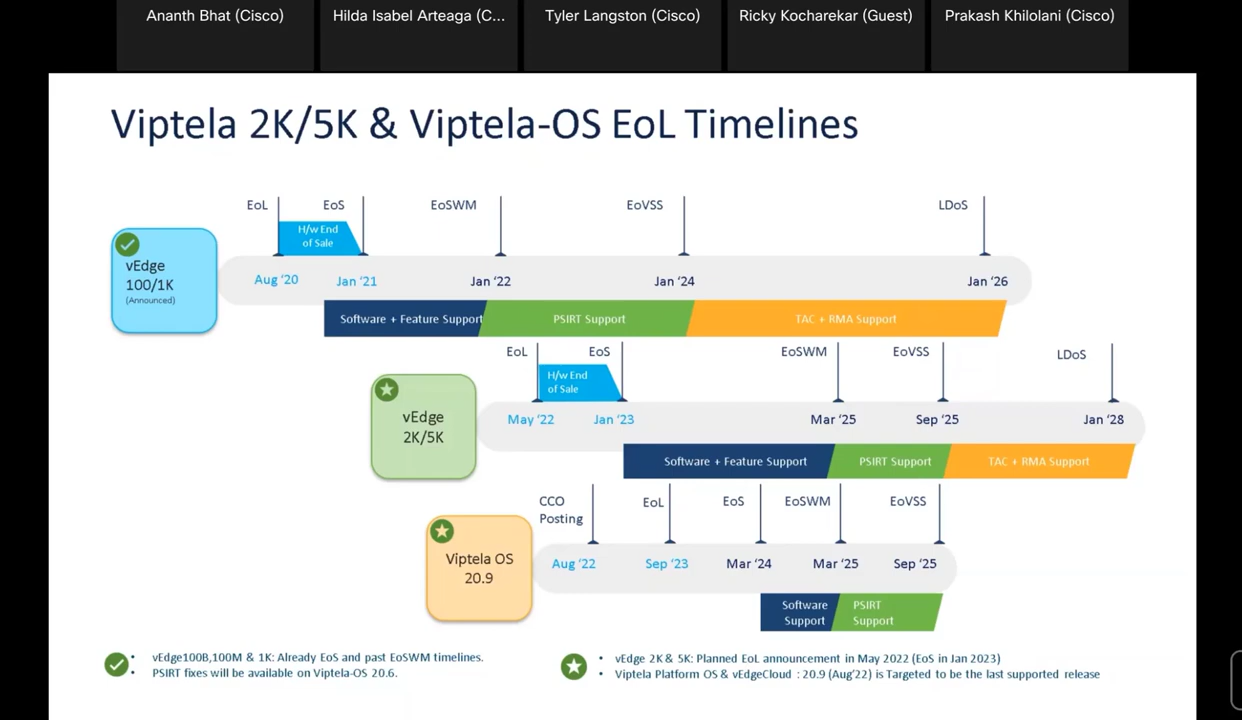 Ananth Bhat (Cisco)
Hilda Isabel Arteaga (C...
Tyler Langston (Cisco)
Ricky Kocharekar (Guest)
Prakash Khilolani (Cisco)
Viptela 2K/5K & Viptela-OS EoL Timelines
EoL
EoS
EoSWM
EoVSS
LDoS
H/w End
of Sale
vEdge
100/1K
(Announced)
Aug ‘20
Jan ‘21
Jan ‘22
Jan ‘24
Jan ‘26
Software + Feature Support
PSIRT Support
TAC + RMA Support
EoL
EoS
EoSWM
EoVSS
LDoS
H/w End
of Sale
vEdge
2K/5K
May ‘22
Jan ‘23
Mar ‘25
Sep ‘25
Jan ‘28
Software + Feature Support
PSIRT Support
TAC + RMA Support
CCO
Posting
EoL
EoS
EoSWM
EoVSS
Viptela OS
20.9
Aug ‘22
Sep ‘23
Mar ‘24
Mar ‘25
Sep ‘25
Software
Support
PSIRT
Support
• vEdge100B,100M & 1K: Already EoS and past EoSWM timelines.
• PSIRT fixes will be available on Viptela-OS 20.6.
• vEdge 2K & 5K: Planned EoL announcement in May 2022 (EoS in Jan 2023)
• Viptela Platform OS & vEdgeCloud : 20.9 (Aug’22) is Targeted to be the last supported release